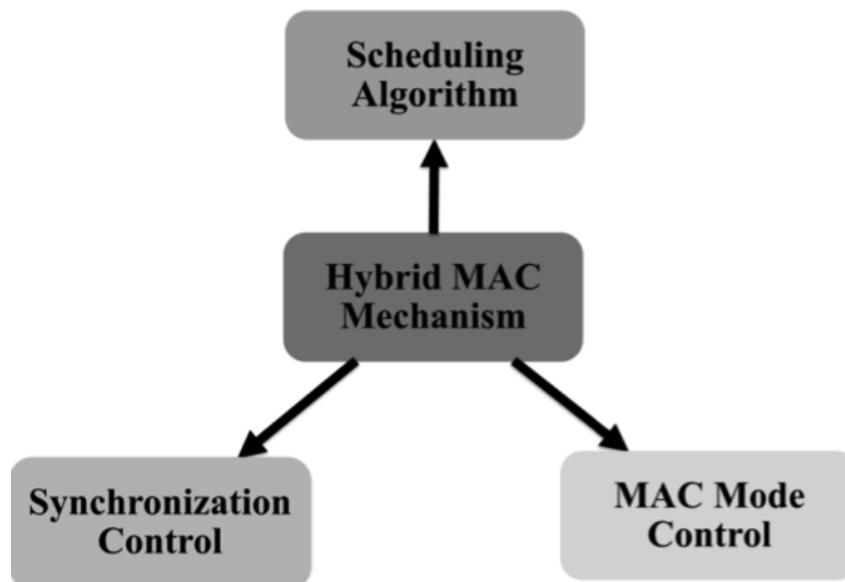 Scheduling
Algorithm
Hybrid MAC
Mechanism
Synchronization
Control
MAC Mode
Control